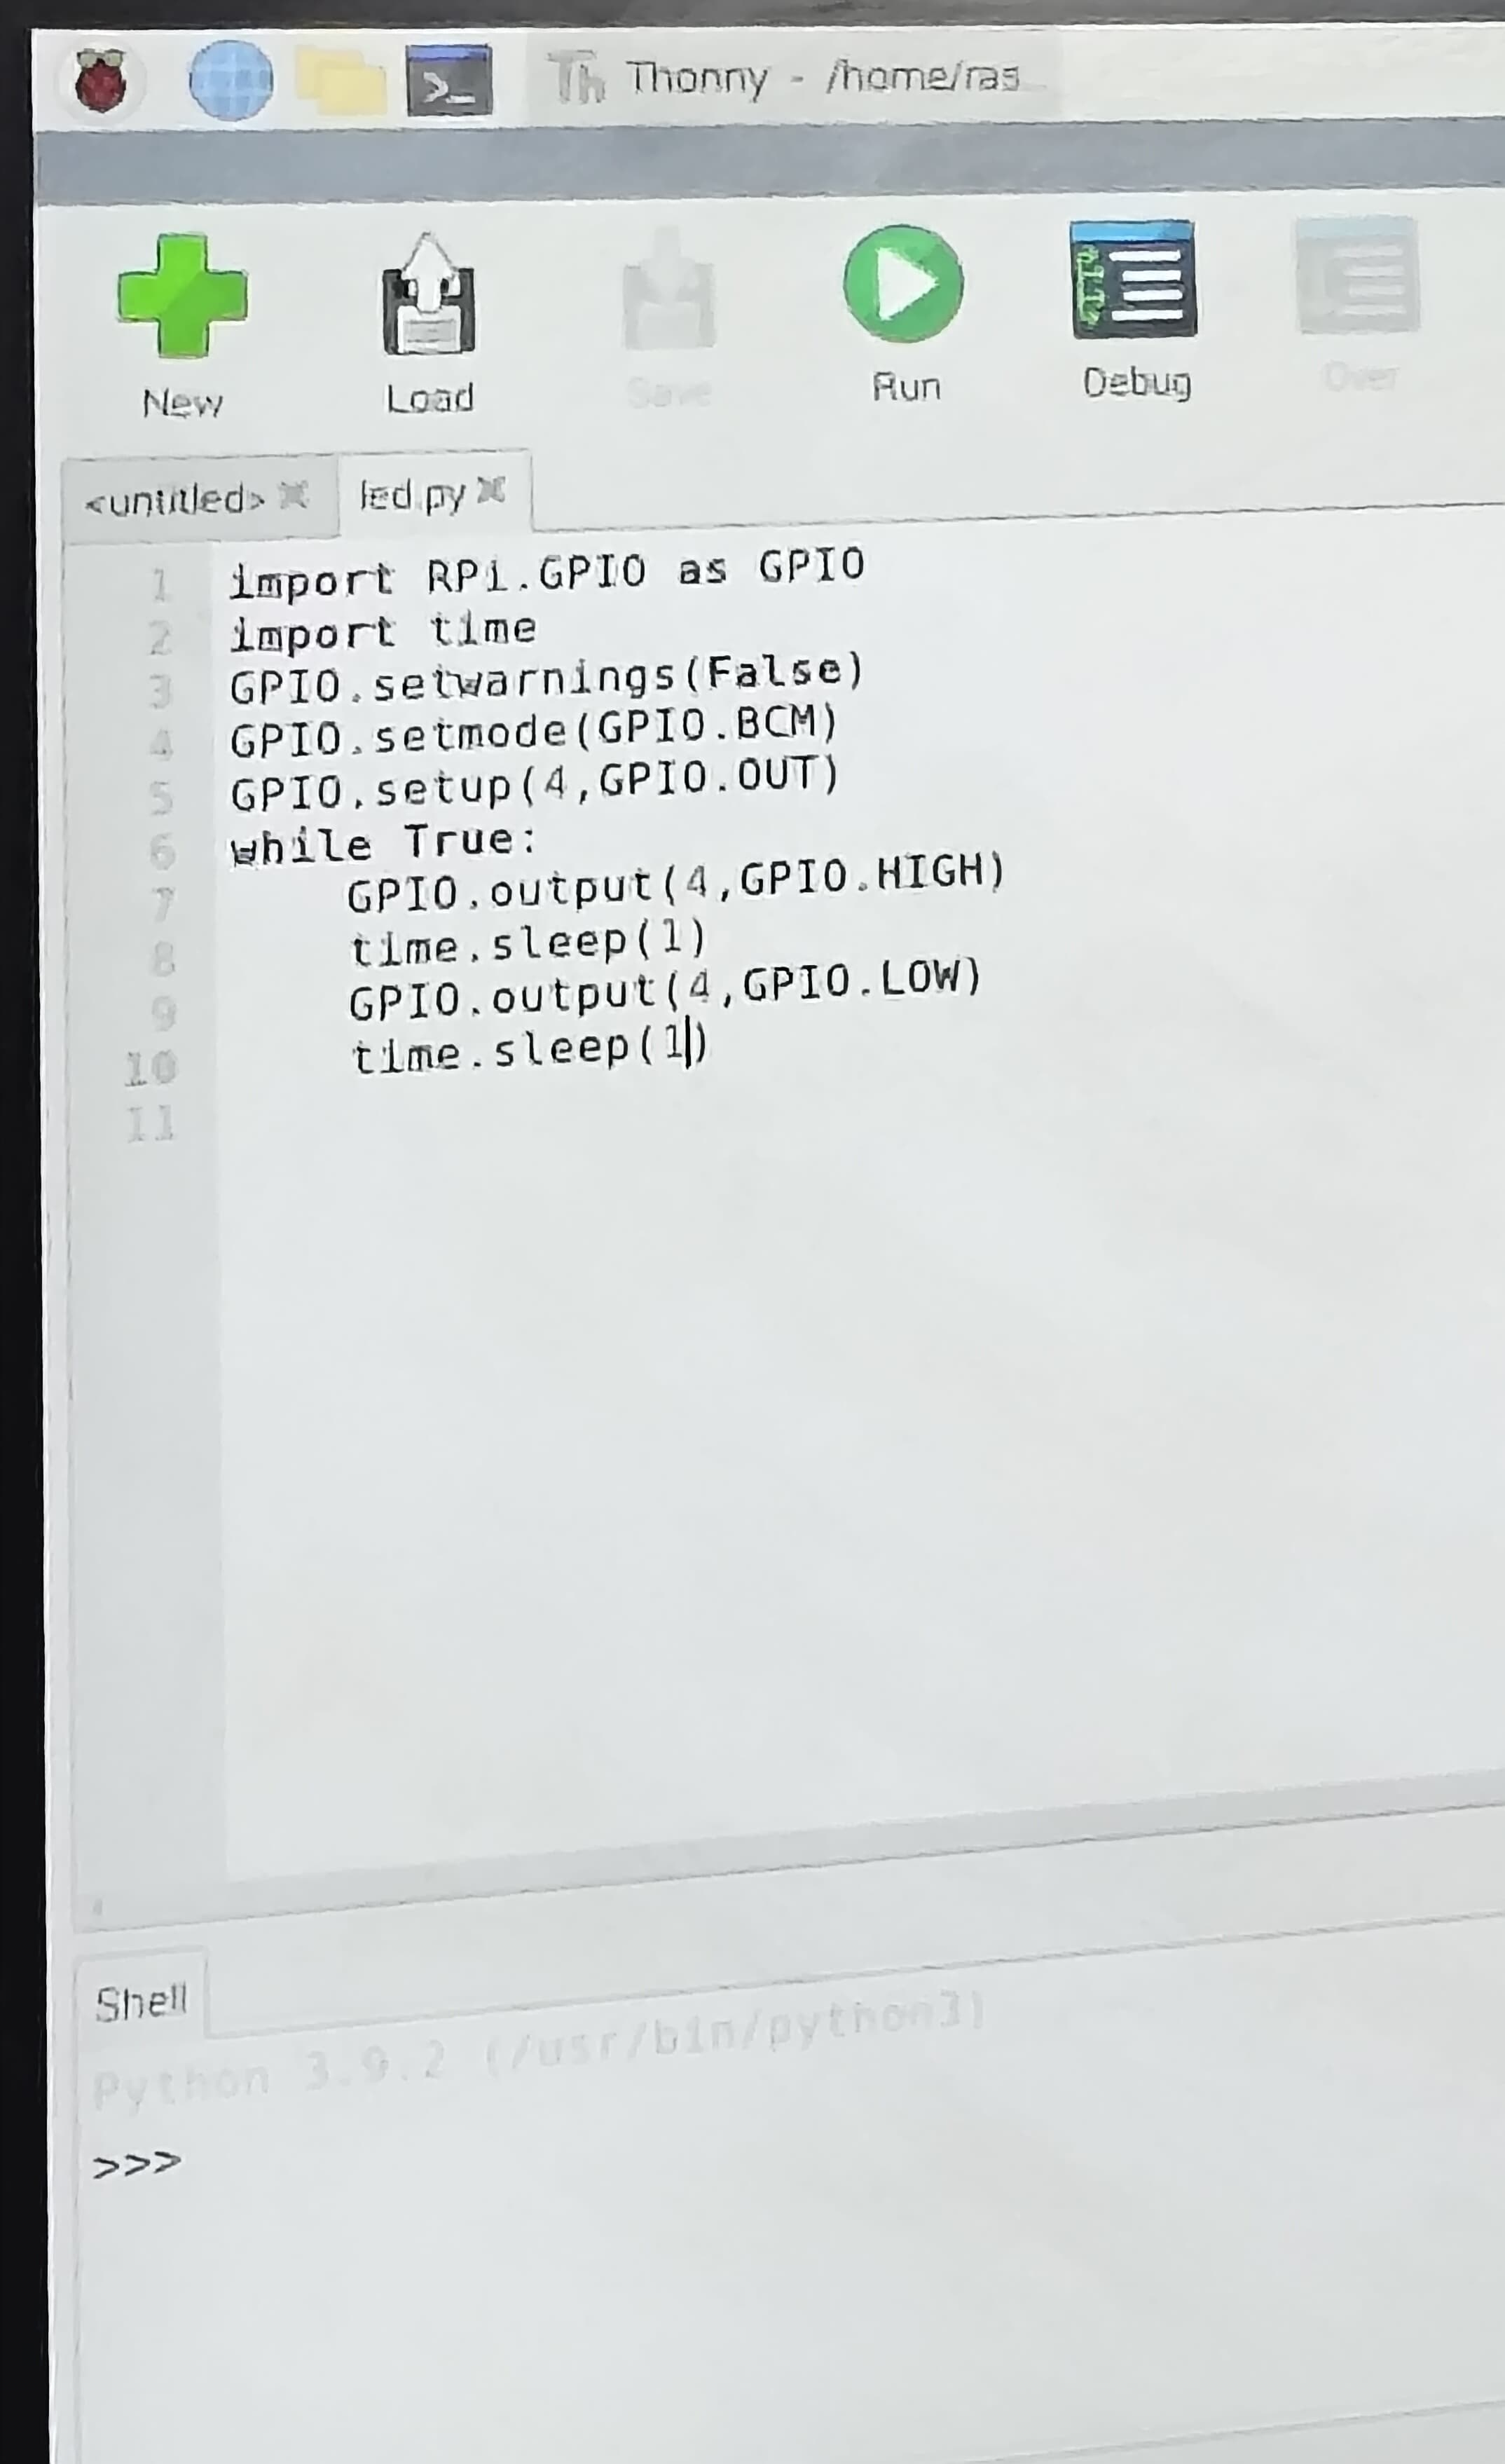 Thonny - /home/ras
New
Load
Save
Run
Debug
Over
<untitled>
led.py
1 import RPi.GPIO as GPIO
2 import time
3 GPIO.setwarnings(False)
4 GPIO.setmode(GPIO.BCM)
5 GPIO.setup(4,GPIO.OUT)
6 while True:
7     GPIO.output(4,GPIO.HIGH)
8     time.sleep(1)
9     GPIO.output(4,GPIO.LOW)
10     time.sleep(1)
11
Shell
Python 3.9.2 (/usr/bin/python3)
>>>